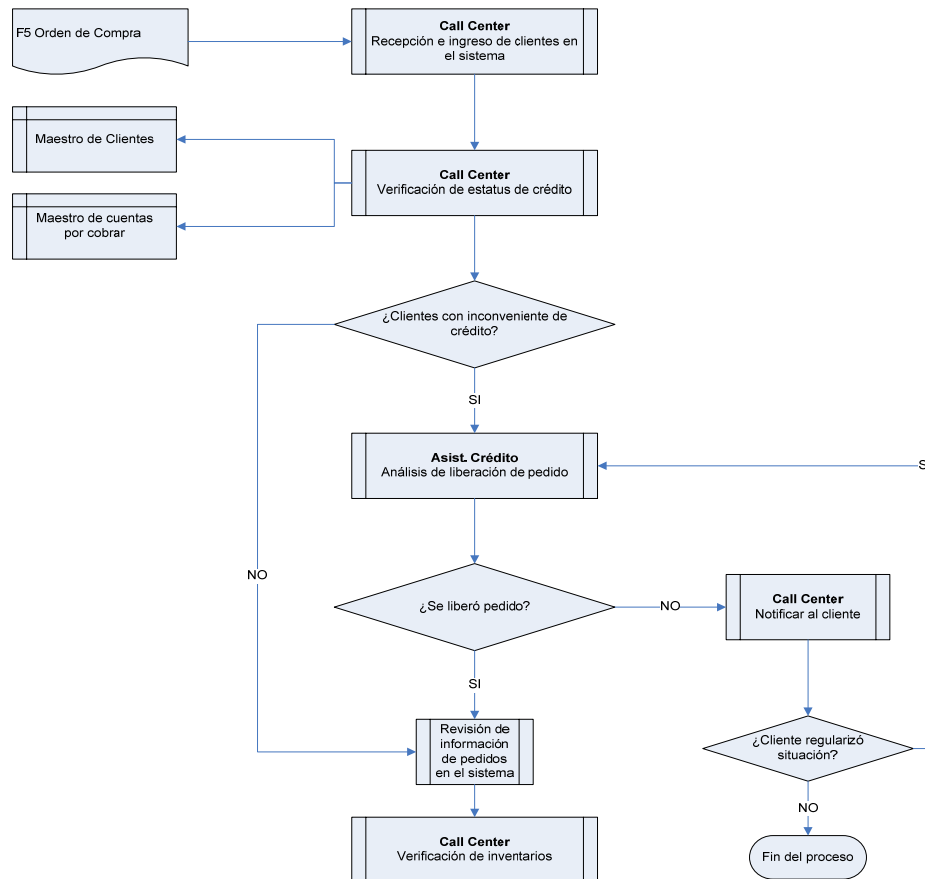 F5 Orden de Compra
Call Center
Recepción e ingreso de clientes en
el sistema
Maestro de Clientes
Call Center
Verificación de estatus de crédito
Maestro de cuentas
por cobrar
¿Clientes con inconveniente de
crédito?
SI
Asist. Crédito
Análisis de liberación de pedido
S
NO
¿Se liberó pedido?
NO
Call Center
Notificar al cliente
SI
Revisión de
información
de pedidos
en el sistema
¿Cliente regularizó
situación?
NO
Call Center
Verificación de inventarios
Fin del proceso